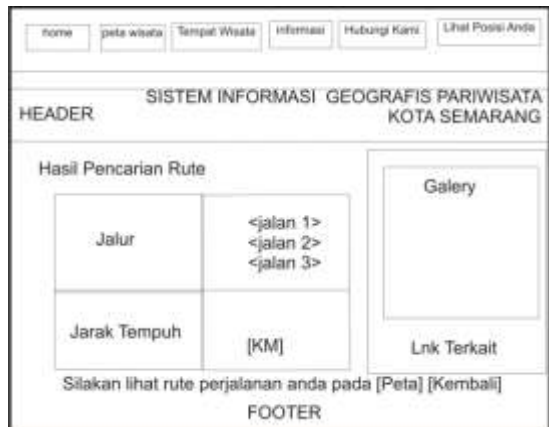 home peta wisata Tempat Wisata informasi Hubungi Kami Lihat Posisi Anda
SISTEM INFORMASI GEOGRAFIS PARIWISATA
HEADER KOTA SEMARANG
Hasil Pencarian Rute
Galery
Jalur
<jalan 1>
<jalan 2>
<jalan 3>
Jarak Tempuh
[KM]
Lnk Terkait
Silakan lihat rute perjalanan anda pada [Peta] [Kembali]
FOOTER